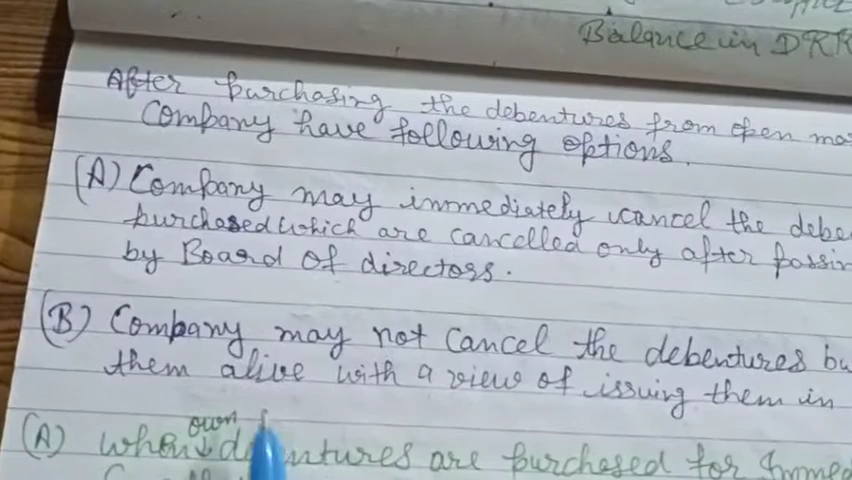 Balance in DRR
After purchasing the debentures from open
Company have following options.
(A) Company may immediately cancel the
purchased which are cancelled only after
by Board of directors.
(B) Company may not cancel the debentures
them alive with a view of issuing them in
own
(A) when are purchased for